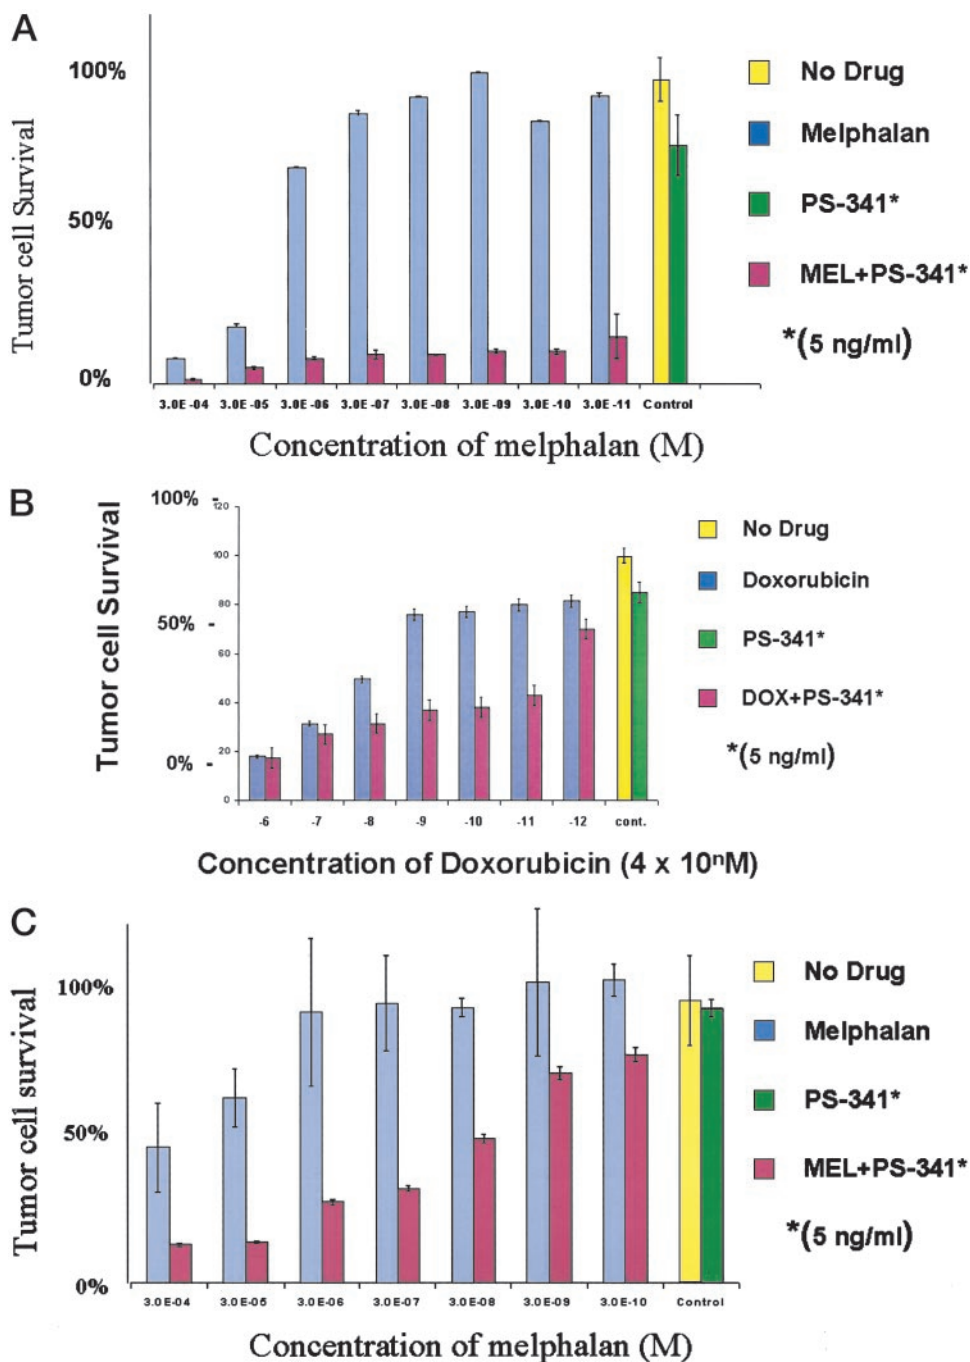 A
Tumor cell Survival
100%
50%
0%
3.0E -04 3.0E -05 3.0E -06 3.0E -07 3.0E -08 3.0E -09 3.0E -10 3.0E -11 Control
Concentration of melphalan (M)
No Drug
Melphalan
PS-341*
MEL+PS-341*
*(5 ng/ml)
B
Tumor cell Survival
100% -
50% -
0% -
120
100
80
60
40
20
0
-6 -7 -8 -9 -10 -11 -12 cont.
Concentration of Doxorubicin (4 x 10ⁿM)
No Drug
Doxorubicin
PS-341*
DOX+PS-341*
*(5 ng/ml)
C
Tumor cell survival
100%
50%
0%
3.0E-04 3.0E-05 3.0E-06 3.0E-07 3.0E-08 3.0E-09 3.0E-10 Control
Concentration of melphalan (M)
No Drug
Melphalan
PS-341*
MEL+PS-341*
*(5 ng/ml)